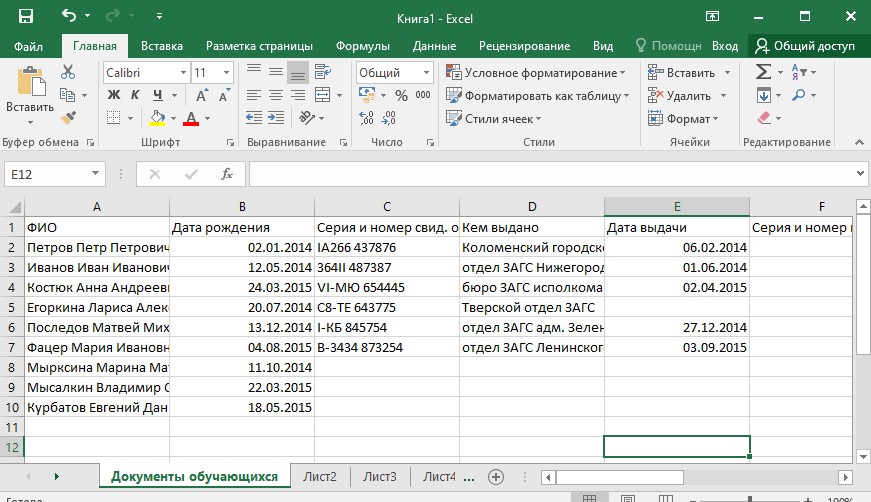 Книга1 - Excel
Файл Главная Вставка Разметка страницы Формулы Данные Рецензирование Вид Помощн Вход Общий доступ
Вставить Calibri 11 Общий Условное форматирование Вставить
Ж К Ч % 000 Форматировать как таблицу Удалить
Стили ячеек Формат
Буфер обмена Шрифт Выравнивание Число Стили Ячейки Редактирование
E12 fx
A B C D E F
1 ФИО Дата рождения Серия и номер свид. о Кем выдано Дата выдачи Серия и номер
2 Петров Петр Петрович 02.01.2014 IA266 437876 Коломенский городско 06.02.2014
3 Иванов Иван Иванович 12.05.2014 364II 487387 отдел ЗАГС Нижегород 01.06.2014
4 Костюк Анна Андреевн 24.03.2015 VI-МЮ 654445 бюро ЗАГС исполкома 02.04.2015
5 Егоркина Лариса Алек 20.07.2014 С8-ТЕ 643775 Тверской отдел ЗАГС
6 Последов Матвей Мих 13.12.2014 I-КБ 845754 отдел ЗАГС адм. Зелен 27.12.2014
7 Фацер Мария Ивановн 04.08.2015 В-3434 873254 отдел ЗАГС Ленинског 03.09.2015
8 Мырксина Марина Мат 11.10.2014
9 Мысалкин Владимир С 22.03.2015
10 Курбатов Евгений Дан 18.05.2015
11
12
Документы обучающихся Лист2 Лист3 Лист4 ...
Готово 100%